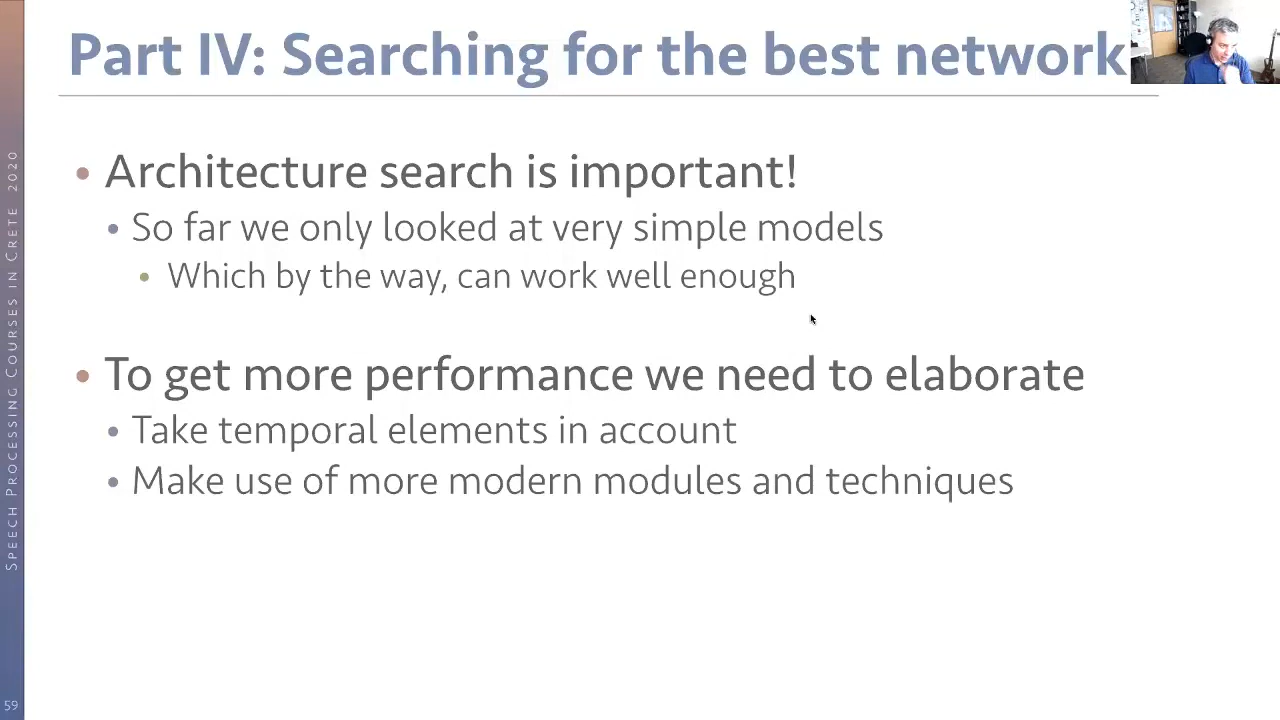 Part IV: Searching for the best network
• Architecture search is important!
• So far we only looked at very simple models
• Which by the way, can work well enough
• To get more performance we need to elaborate
• Take temporal elements in account
• Make use of more modern modules and techniques
SPEECH PROCESSING COURSES IN CRETE 2020
59